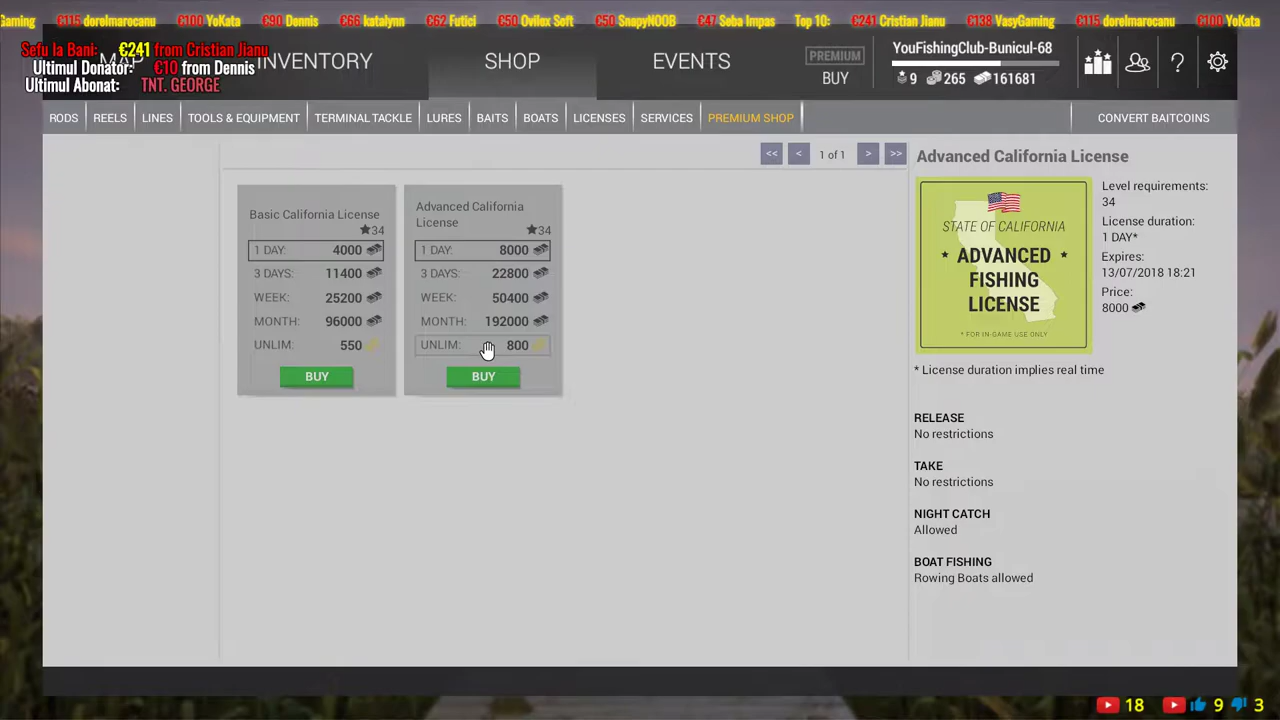 Gaming €115 dorelmarocanu €100 YoKata €90 Dennis €66 katalynn €62 Futici €50 Ovilex Soft €50 SnapyNOOB €47 Seba Impas Top 10: €241 Cristian Jianu €138 VasyGaming €115 dorelmarocanu €100 YoKata
Sefu la Bani: €241 from Cristian Jianu
Ultimul Donator: €10 from Dennis
Ultimul Abonat: TNT. GEORGE
MAP INVENTORY SHOP EVENTS
PREMIUM
BUY
YouFishingClub-Bunicul-68
9 265 161681
?
RODS REELS LINES TOOLS & EQUIPMENT TERMINAL TACKLE LURES BAITS BOATS LICENSES SERVICES PREMIUM SHOP CONVERT BAITCOINS
<< < 1 of 1 > >>
Basic California License
34
1 DAY: 4000
3 DAYS: 11400
WEEK: 25200
MONTH: 96000
UNLIM: 550
BUY
Advanced California
License
34
1 DAY: 8000
3 DAYS: 22800
WEEK: 50400
MONTH: 192000
UNLIM: 800
BUY
Advanced California License
STATE OF CALIFORNIA
ADVANCED
FISHING
LICENSE
* FOR IN-GAME USE ONLY
Level requirements:
34
License duration:
1 DAY*
Expires:
13/07/2018 18:21
Price:
8000
* License duration implies real time
RELEASE
No restrictions
TAKE
No restrictions
NIGHT CATCH
Allowed
BOAT FISHING
Rowing Boats allowed
18 9 3